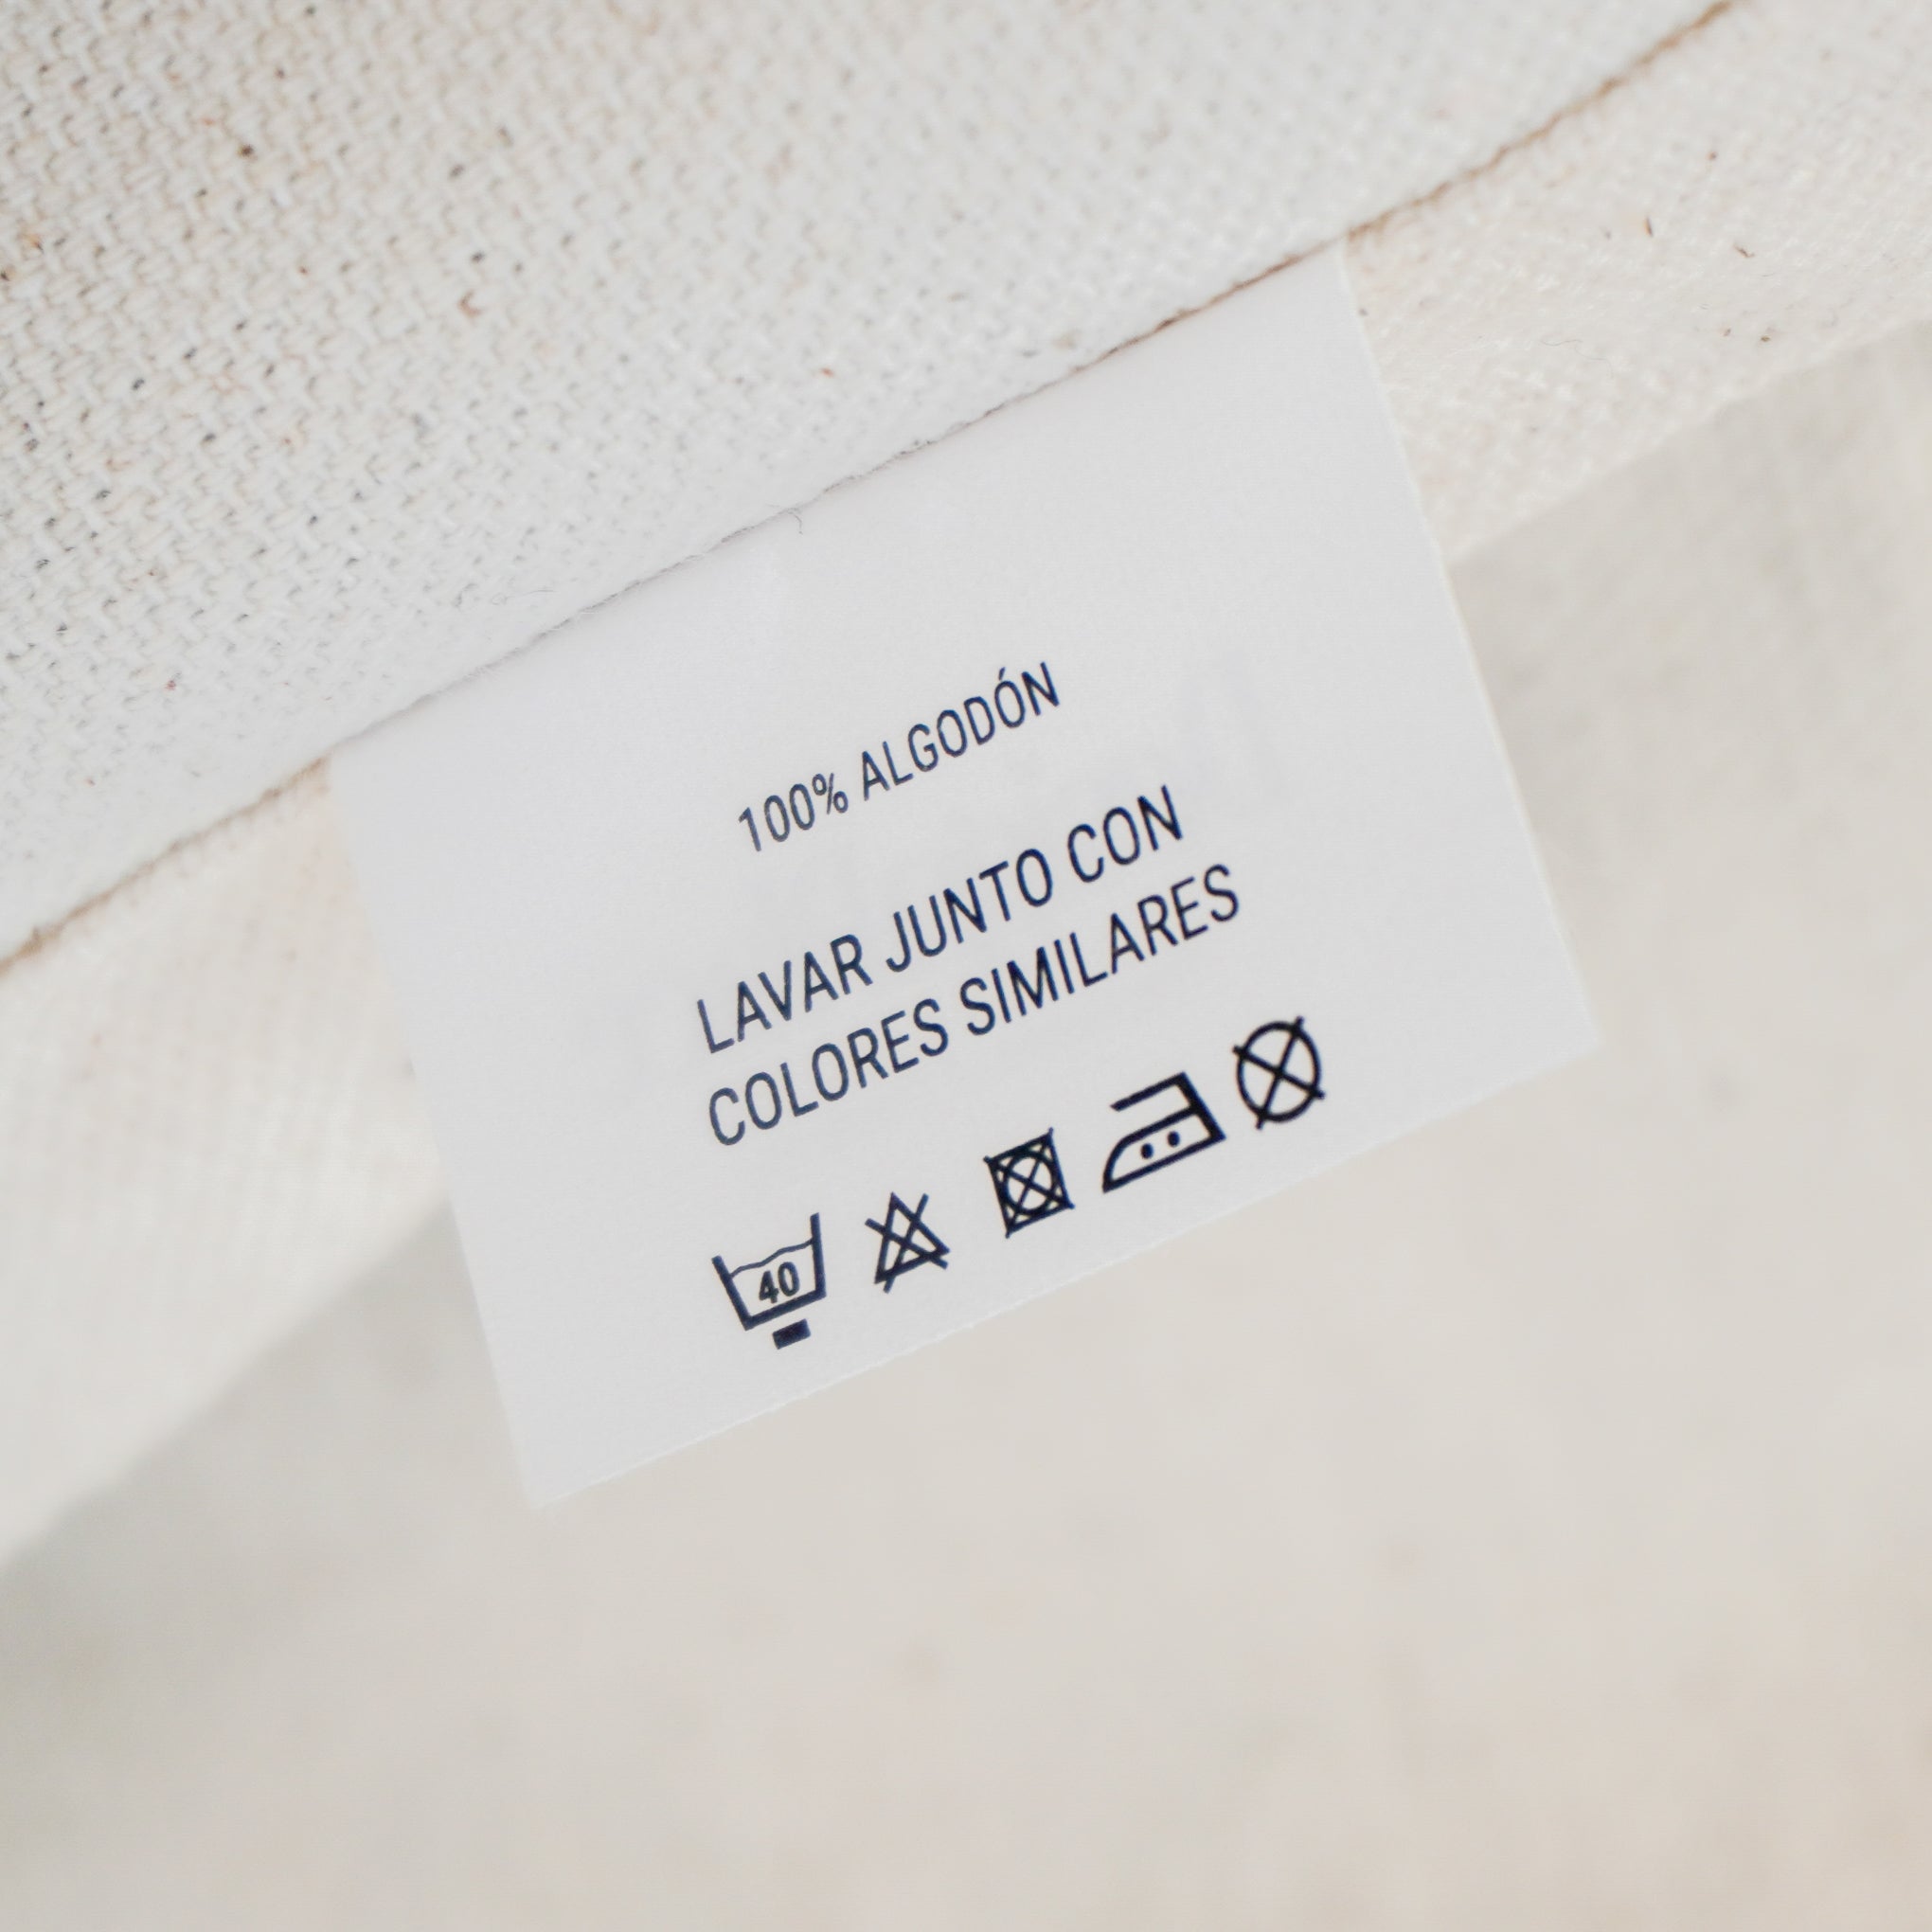 100% ALGODÓN
LAVAR JUNTO CON
COLORES SIMILARES
40